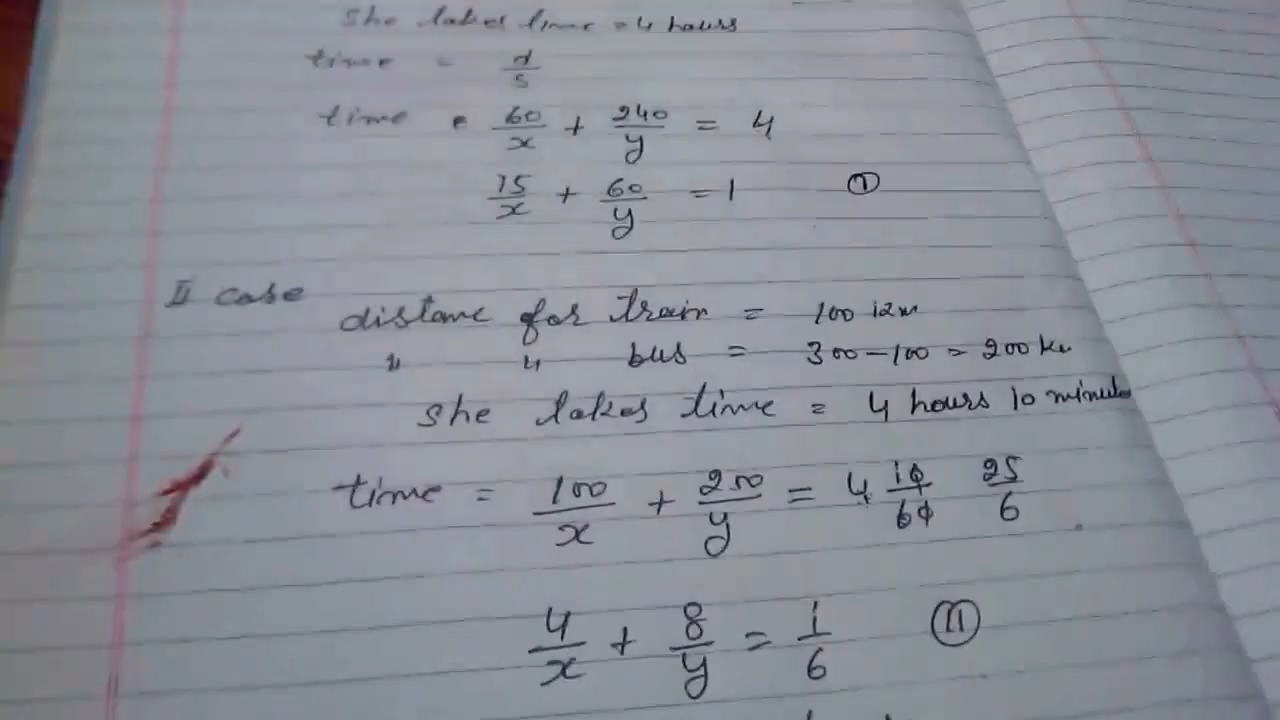 She takes time = 4 hours
time = d/s
time = 60/x + 240/y = 4
15/x + 60/y = 1 (I)
II case
distance for train = 100 km
" " bus = 300 - 100 = 200 km
She takes time = 4 hours 10 minutes
time = 100/x + 200/y = 4 10/60 25/6
4/x + 8/y = 1/6 (II)